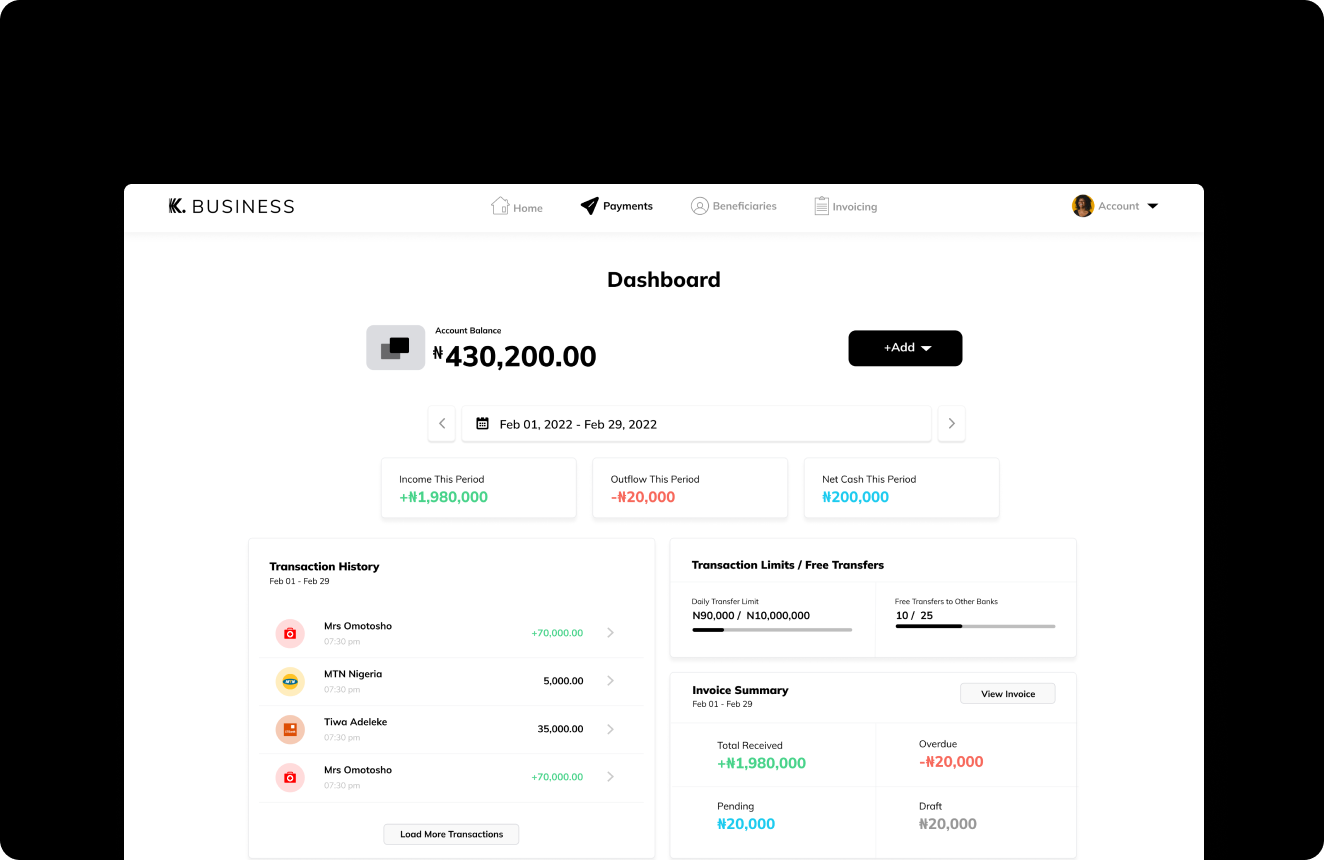 K. BUSINESS
Home
Payments
Beneficiaries
Invoicing
Account
Dashboard
Account Balance
₦430,200.00
+Add
Feb 01, 2022 - Feb 29, 2022
Income This Period
+₦1,980,000
Outflow This Period
-₦20,000
Net Cash This Period
₦200,000
Transaction History
Feb 01 - Feb 29
Mrs Omotosho
07:30 pm
+70,000.00
MTN
MTN Nigeria
07:30 pm
5,000.00
Tiwa Adeleke
07:30 pm
35,000.00
Mrs Omotosho
07:30 pm
+70,000.00
Load More Transactions
Transaction Limits / Free Transfers
Daily Transfer Limit
N90,000 / N10,000,000
Free Transfers to Other Banks
10 / 25
Invoice Summary
Feb 01 - Feb 29
View Invoice
Total Received
+₦1,980,000
Overdue
-₦20,000
Pending
₦20,000
Draft
₦20,000